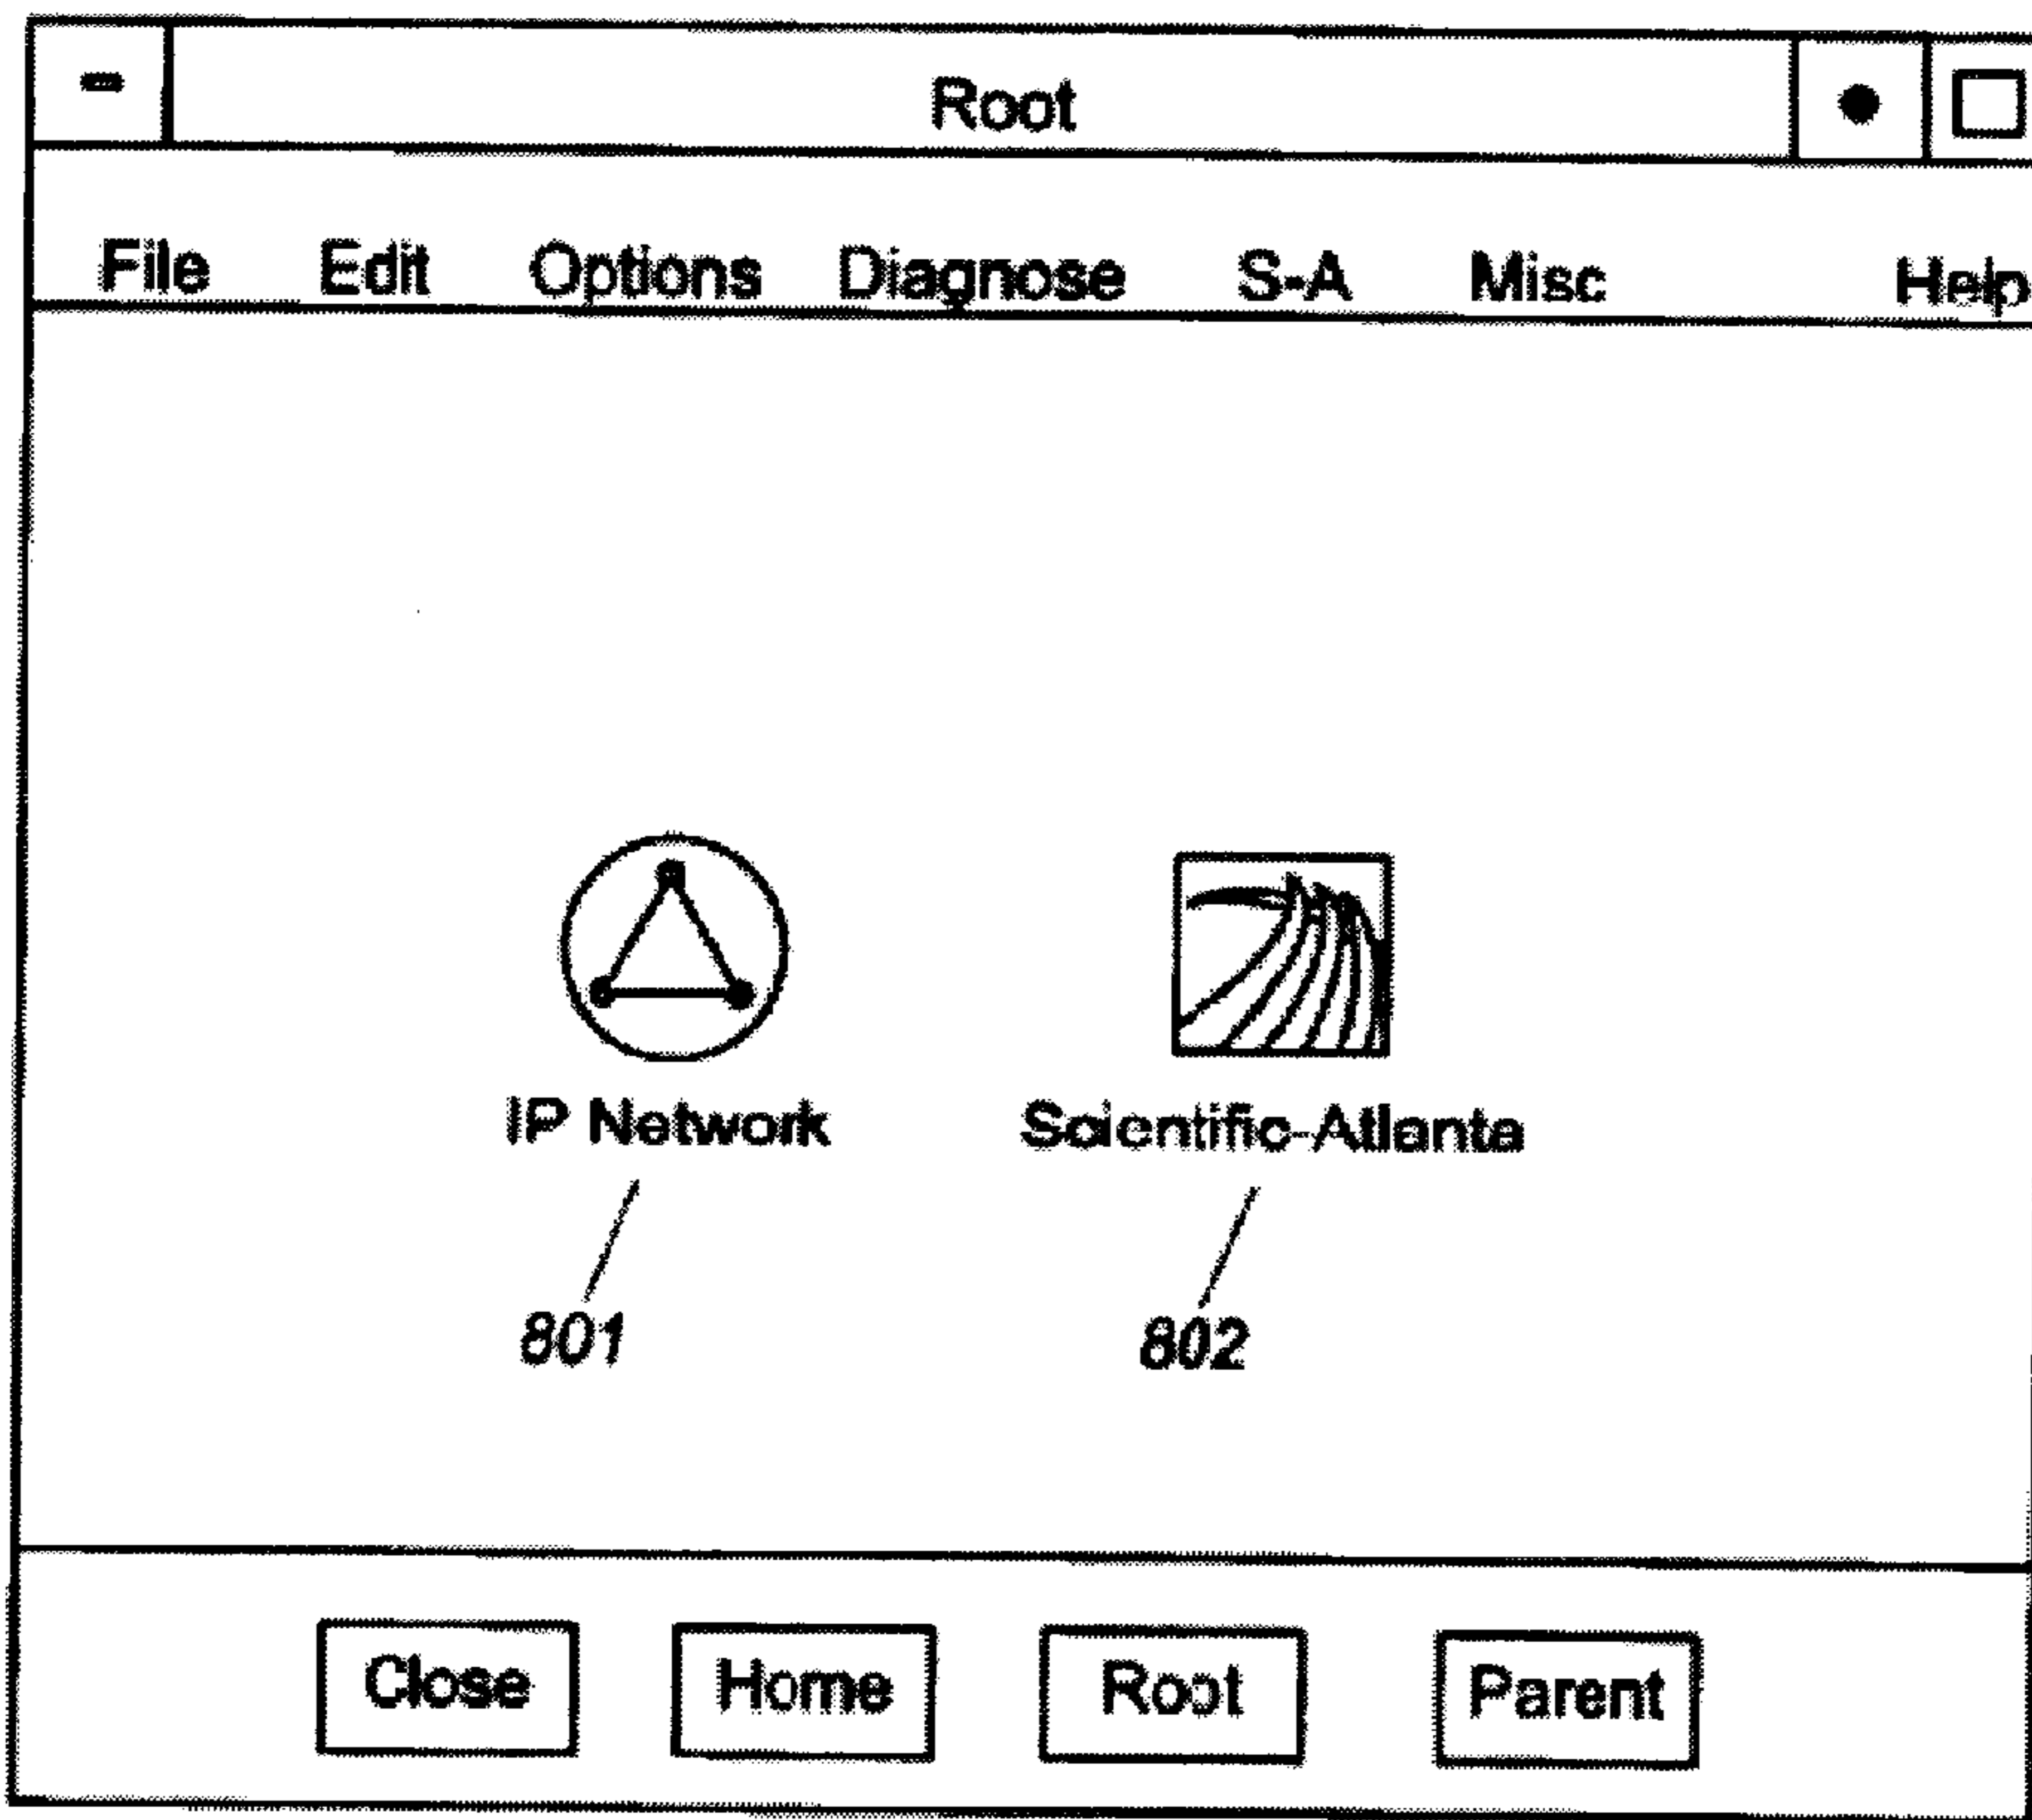 Root
File Edit Options Diagnose S-A Misc Help
IP Network Scientific-Atlanta
801 802
Close Home Root Parent